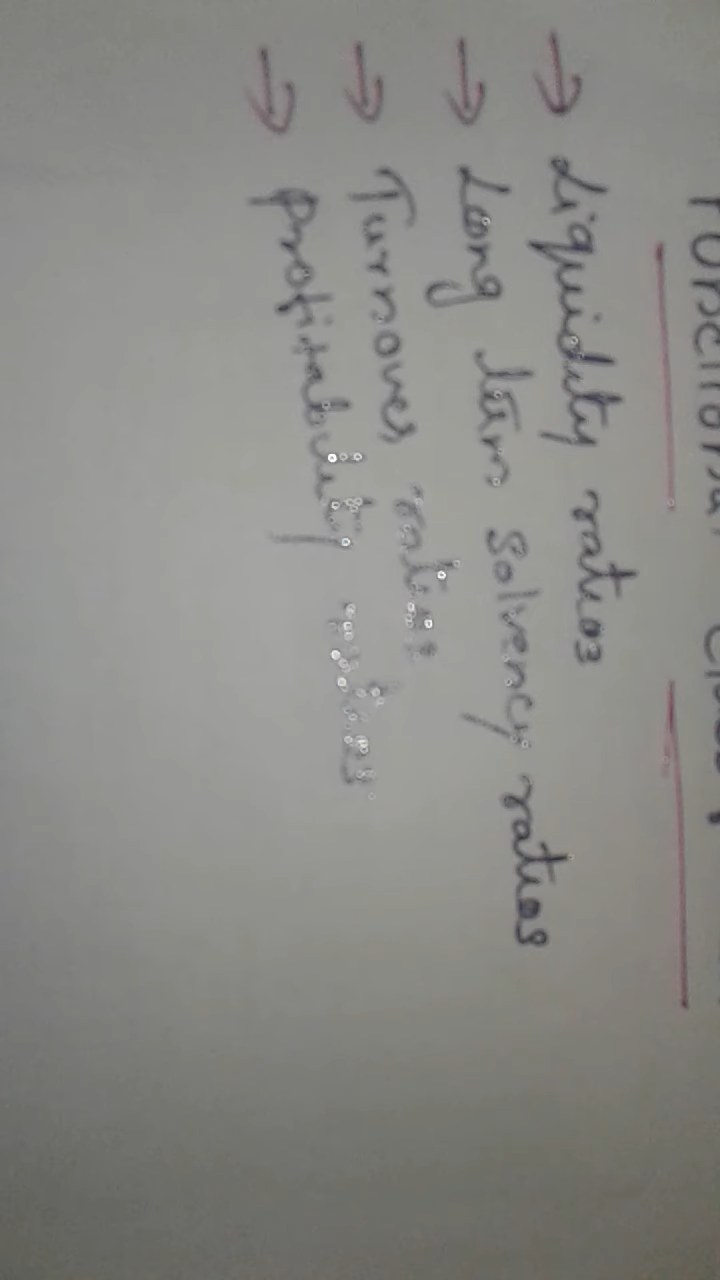 → Liquidity ratios
→ Long term solvency ratios
→ Turnover ratios
→ Profitability ratios